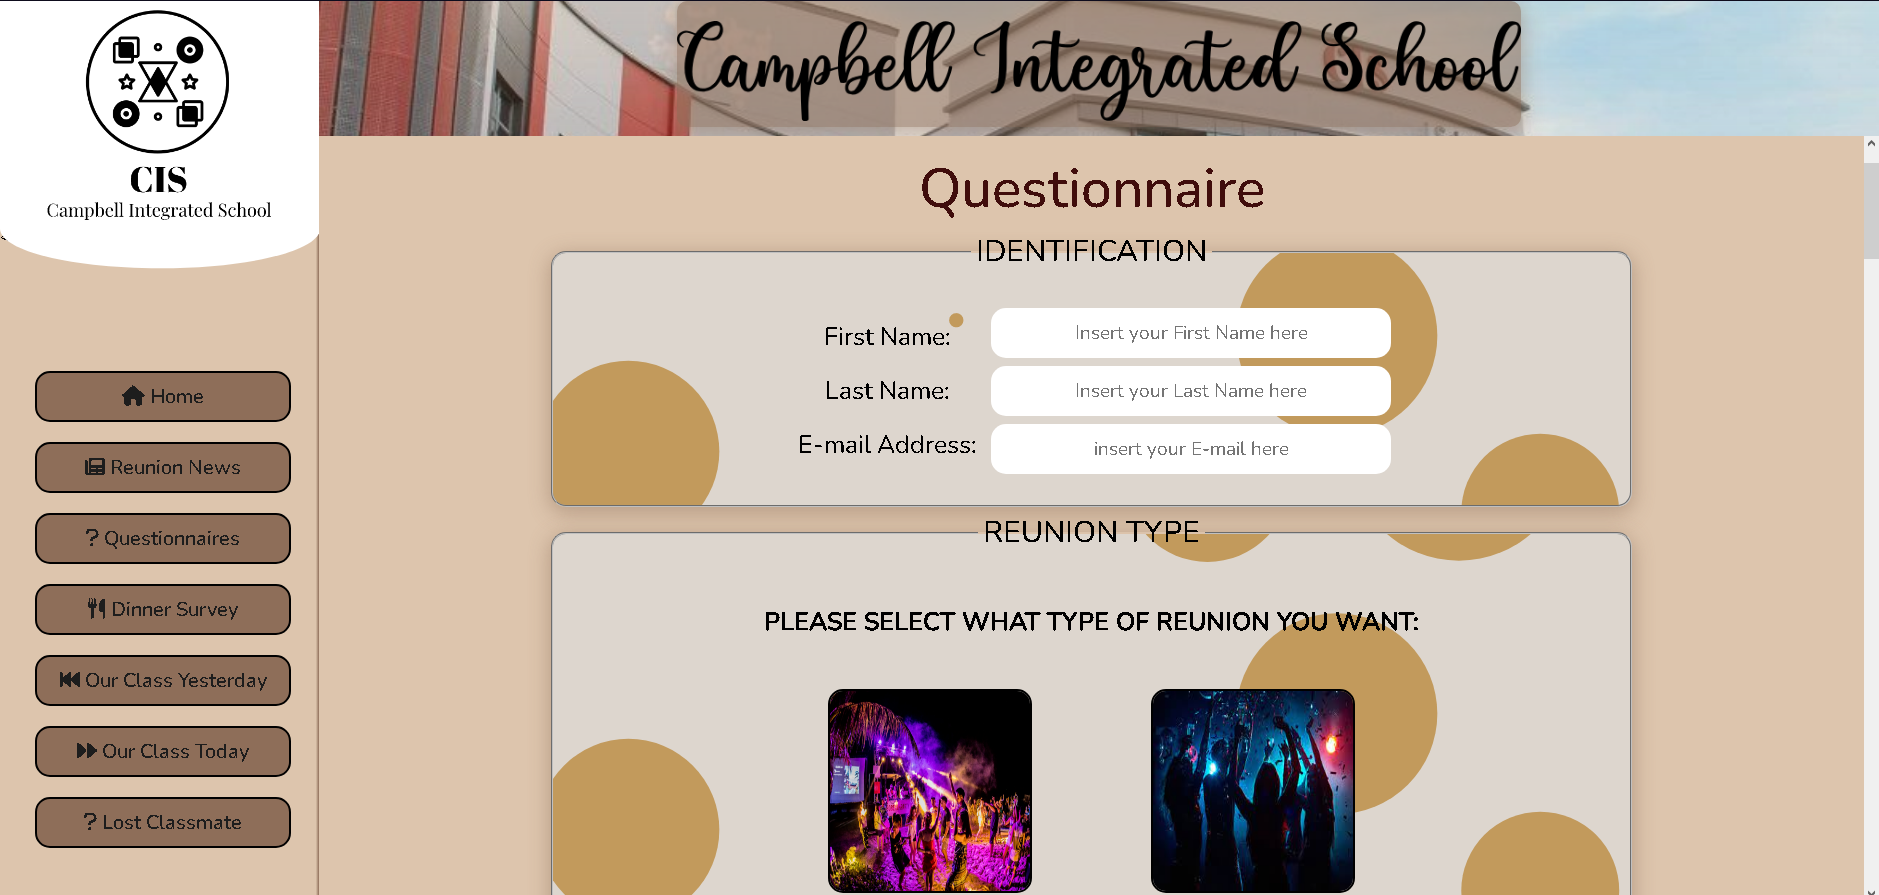 CIS
Campbell Integrated School
Campbell Integrated School
Home
Reunion News
Questionnaires
Dinner Survey
Our Class Yesterday
Our Class Today
Lost Classmate
Questionnaire
IDENTIFICATION
First Name: Insert your First Name here
Last Name: Insert your Last Name here
E-mail Address: insert your E-mail here
REUNION TYPE
PLEASE SELECT WHAT TYPE OF REUNION YOU WANT: